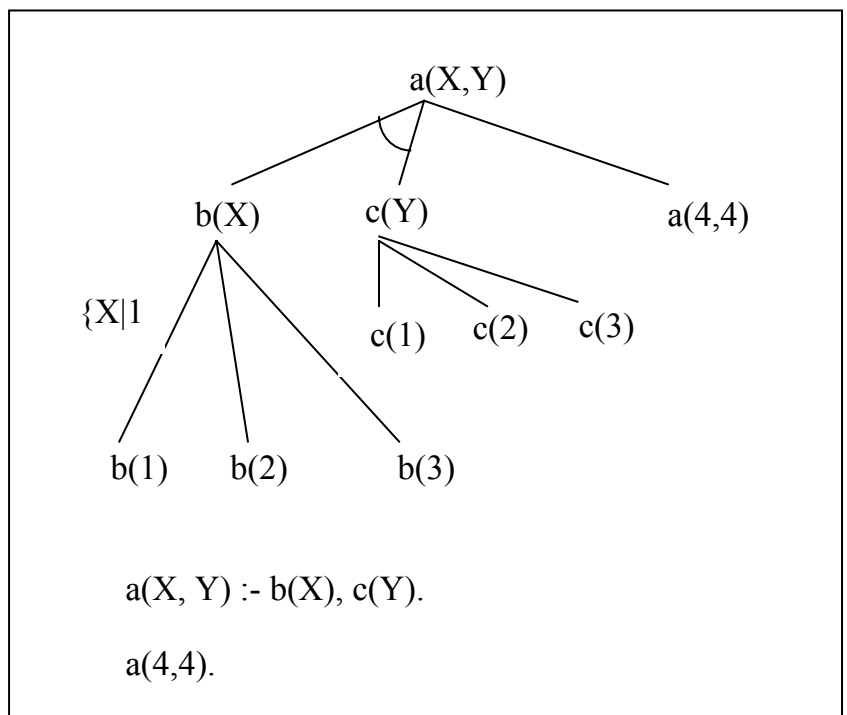 a(X,Y)
b(X) c(Y) a(4,4)
{X|1
c(1) c(2) c(3)
b(1) b(2) b(3)
a(X, Y) :- b(X), c(Y).
a(4,4).